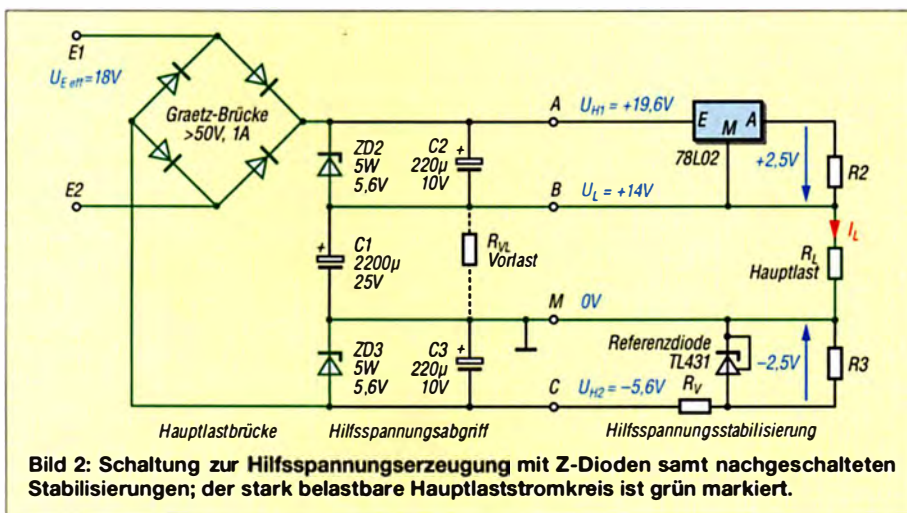 E1
U_E eff=18V
Graetz-Brücke
>50V, 1A
E2
ZD2
5W
5,6V
C2
220µ
10V
+
A
U_H1 = +19,6V
E
M
A
78L02
+2,5V
R2
B
U_L = +14V
I_L
+
C1
2200µ
25V
R_VL
Vorlast
R_L
Hauptlast
M
0V
ZD3
5W
5,6V
C3
220µ
10V
+
Referenzdiode
TL431
-2,5V
R3
C
U_H2 = -5,6V
R_V
Hauptlastbrücke
Hilfsspannungsabgriff
Hilfsspannungsstabilisierung
Bild 2: Schaltung zur Hilfsspannungserzeugung mit Z-Dioden samt nachgeschalteten
Stabilisierungen; der stark belastbare Hauptlaststromkreis ist grün markiert.